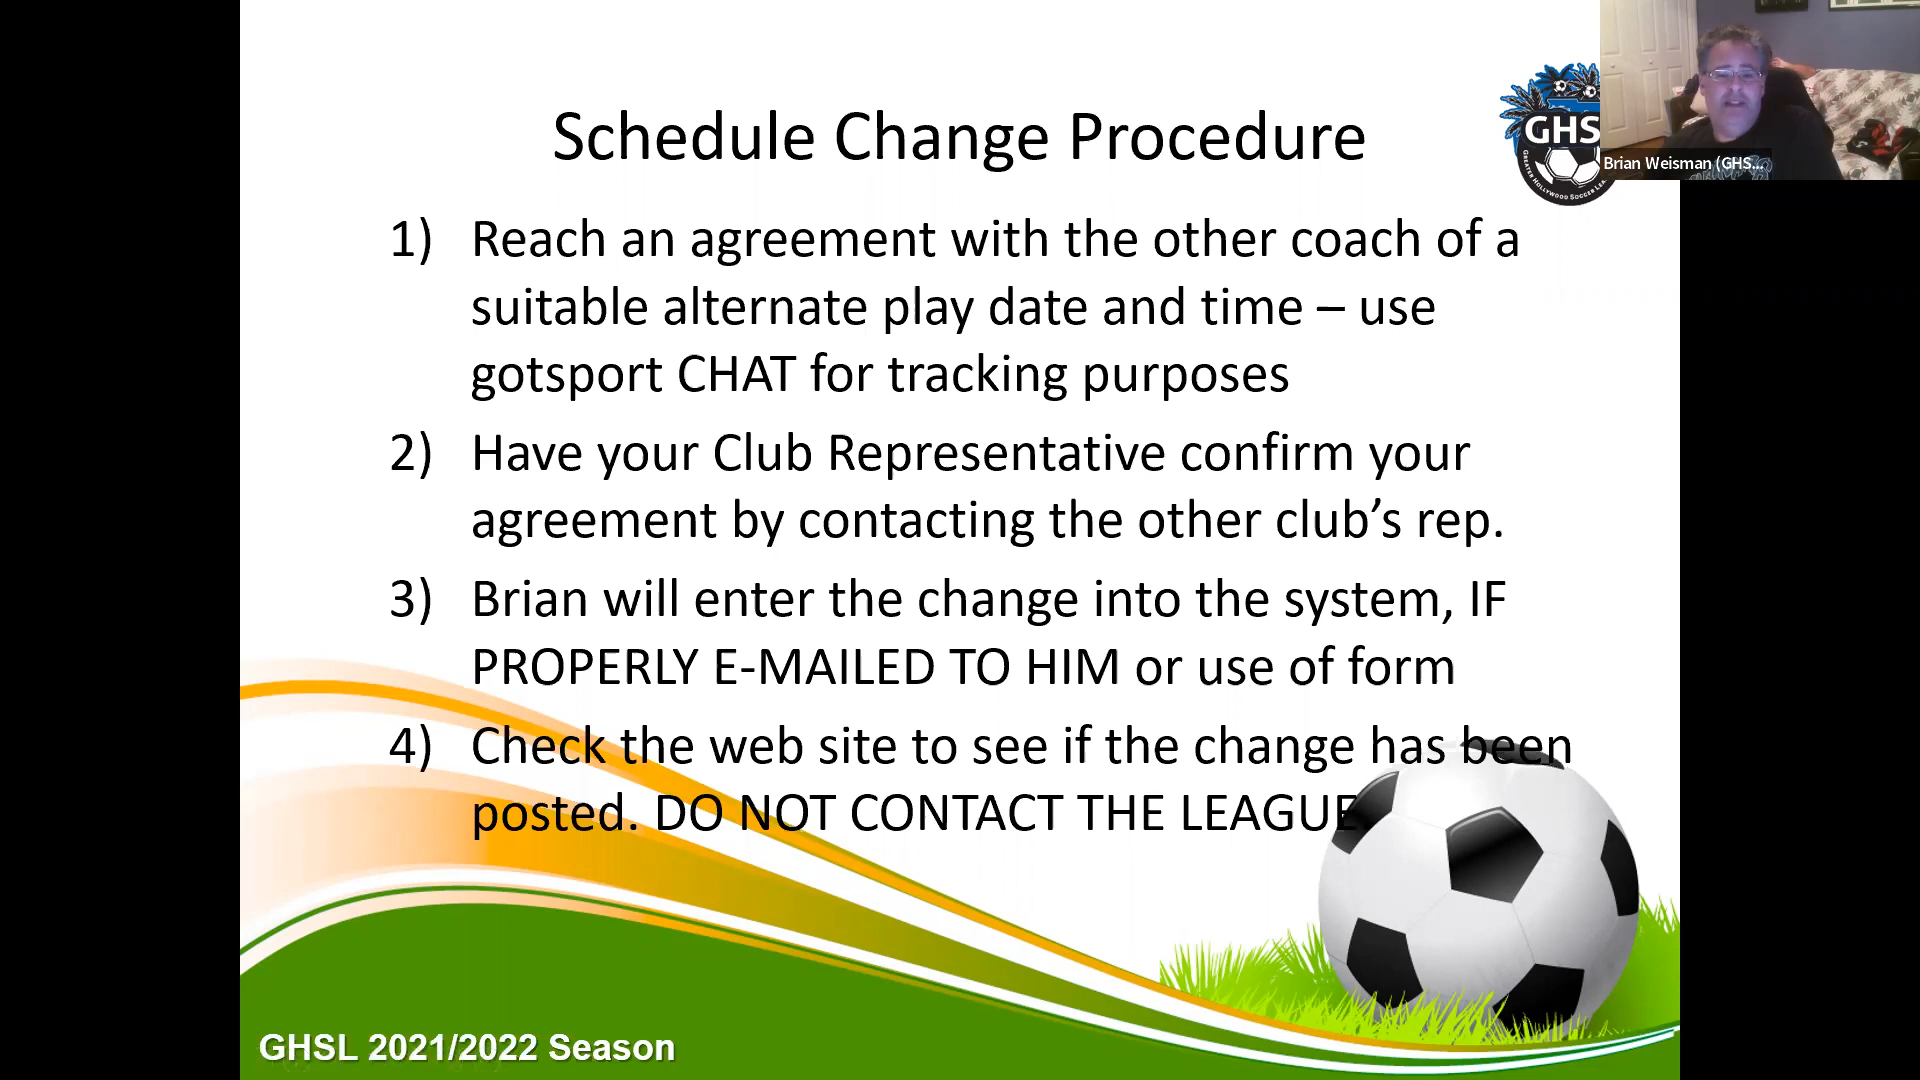 Schedule Change Procedure
GHS
GREATER HOLLYWOOD SOCCER LEA
Brian Weisman (GHS...
1) Reach an agreement with the other coach of a
suitable alternate play date and time – use
gotsport CHAT for tracking purposes
2) Have your Club Representative confirm your
agreement by contacting the other club’s rep.
3) Brian will enter the change into the system, IF
PROPERLY E-MAILED TO HIM or use of form
4) Check the web site to see if the change has been
posted. DO NOT CONTACT THE LEAGUE
GHSL 2021/2022 Season